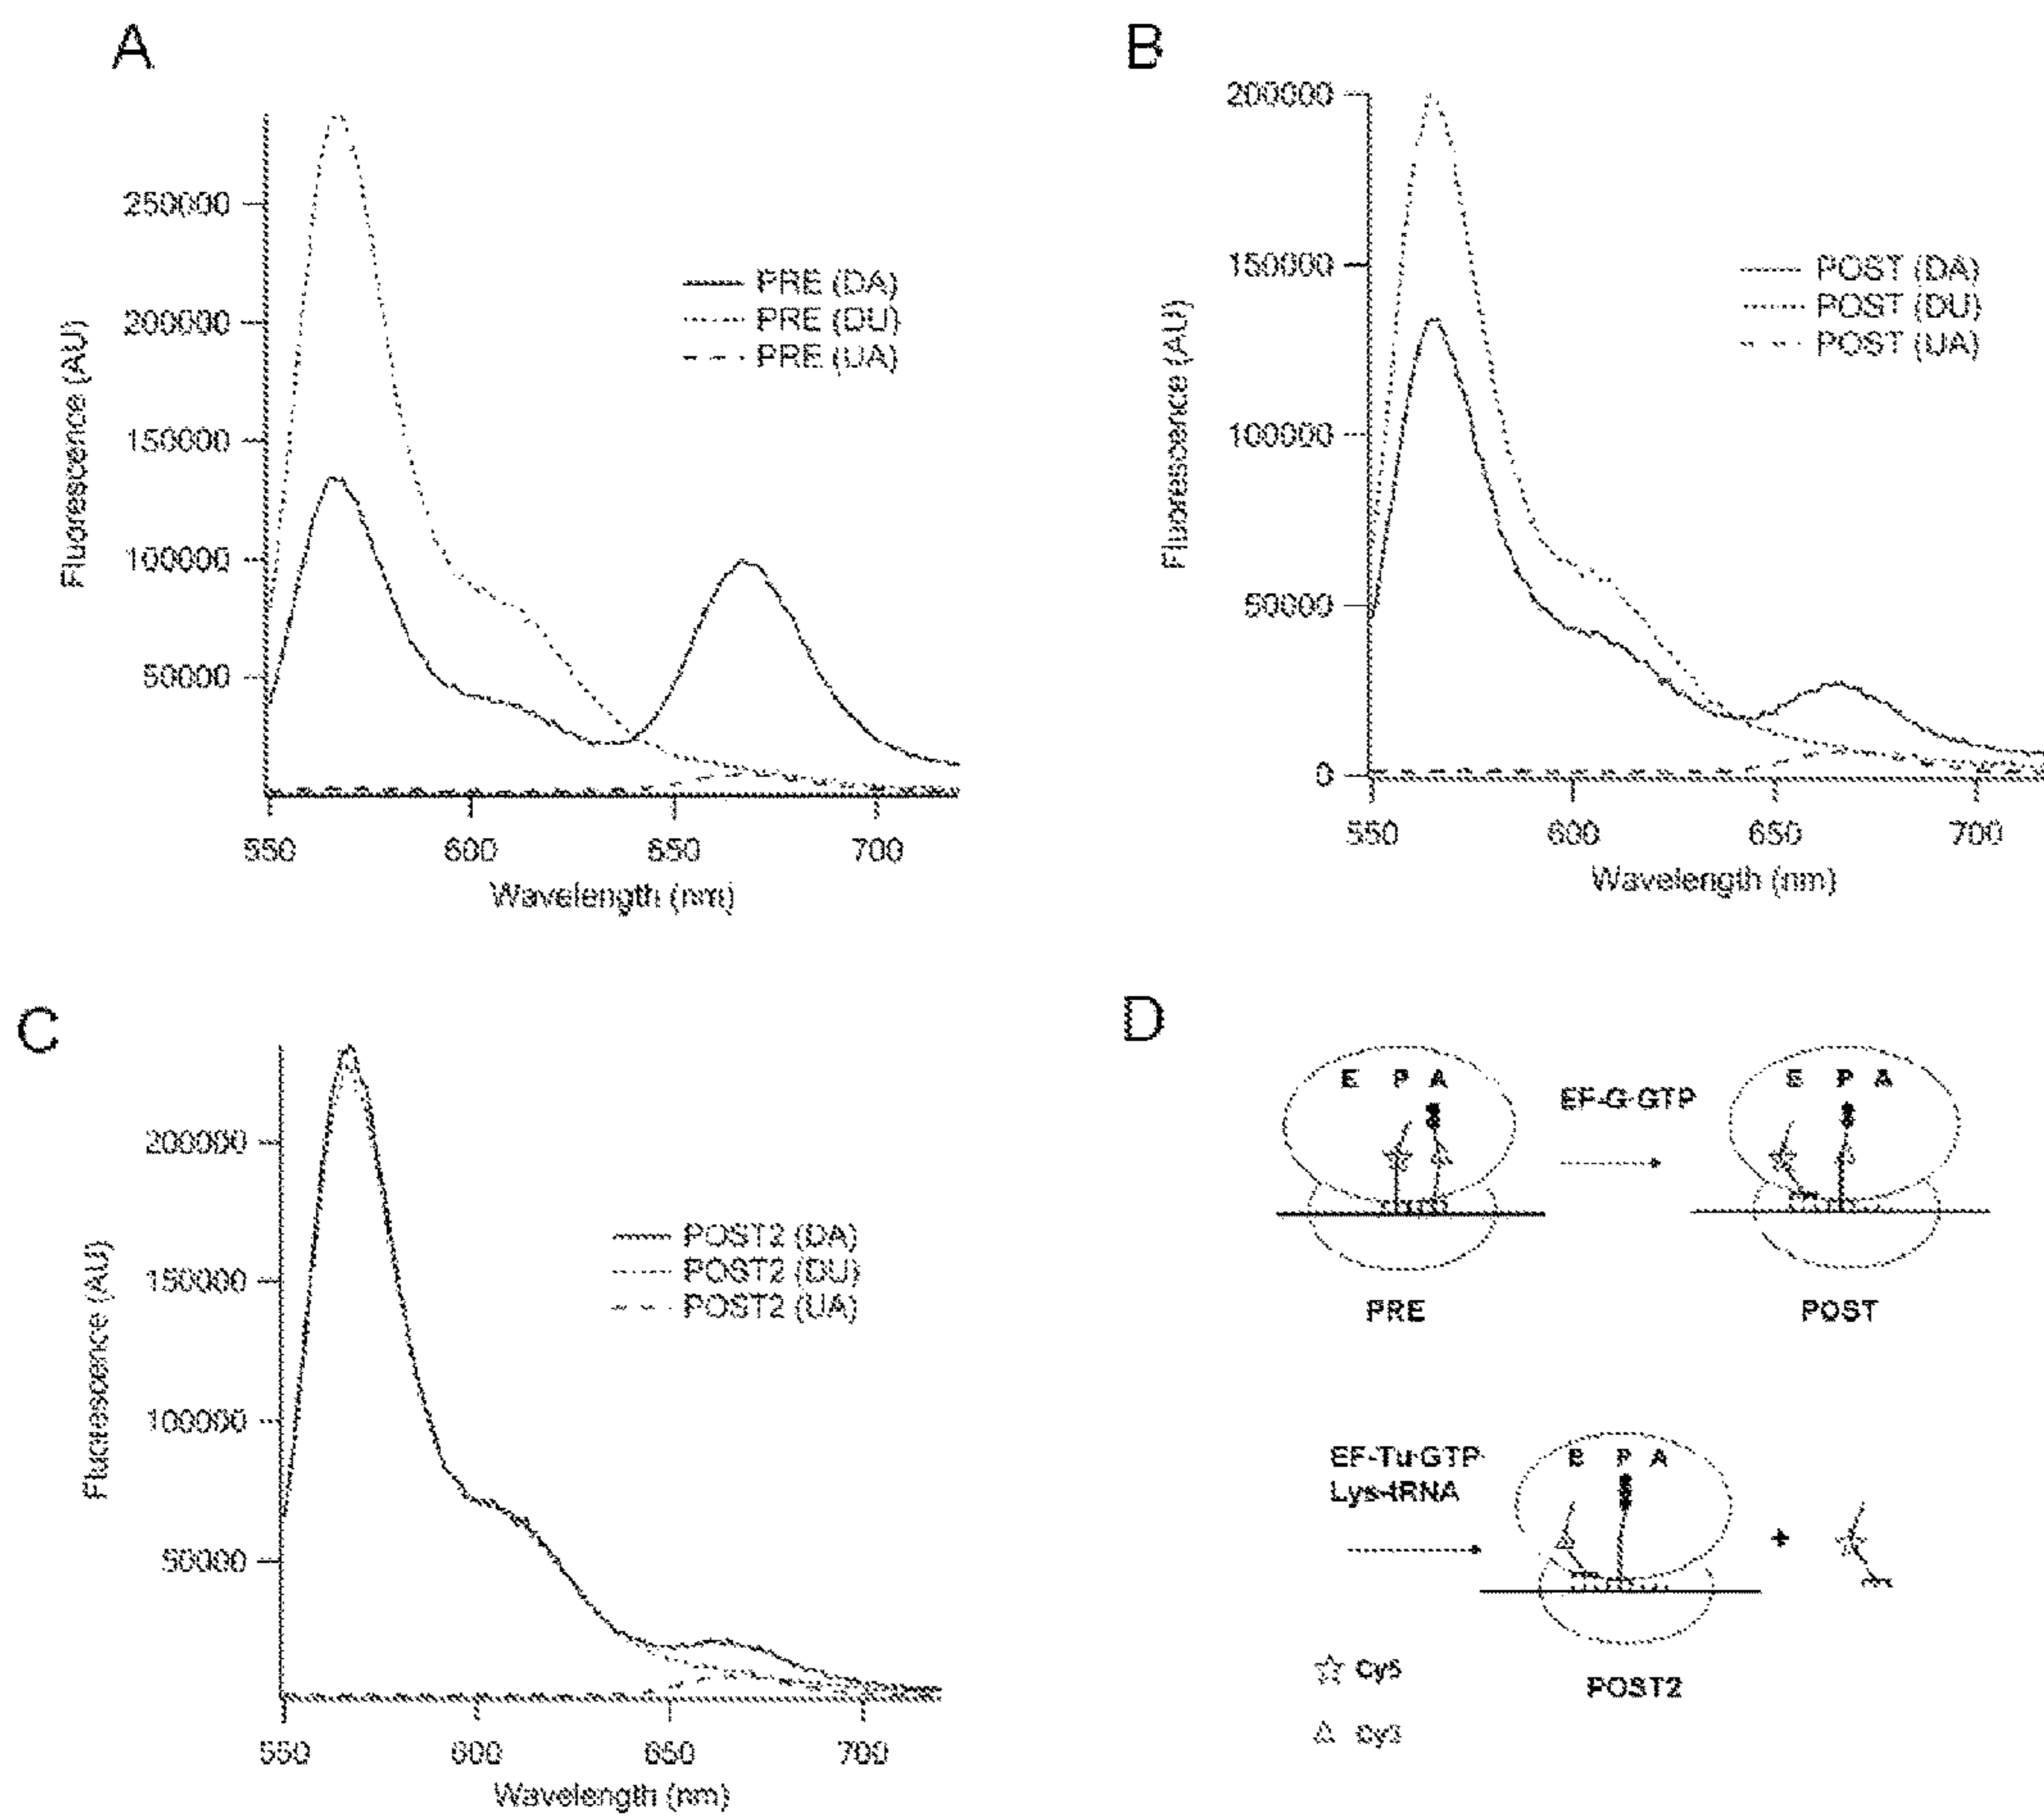 A
250000
200000
150000
100000
50000
Fluorescence (AU)
PRE (DA)
PRE (DU)
PRE (UA)
550
600
650
700
Wavelength (nm)
B
200000
150000
100000
50000
0
Fluorescence (AU)
POST (DA)
POST (DU)
POST (UA)
550
600
650
700
Wavelength (nm)
C
200000
150000
100000
50000
Fluorescence (AU)
POST2 (DA)
POST2 (DU)
POST2 (UA)
550
600
650
700
Wavelength (nm)
D
E P A
EF-G·GTP
E P A
PRE
POST
EF-Tu·GTP·
Lys-tRNA
E P A
+
POST2
Cy5
Cy3